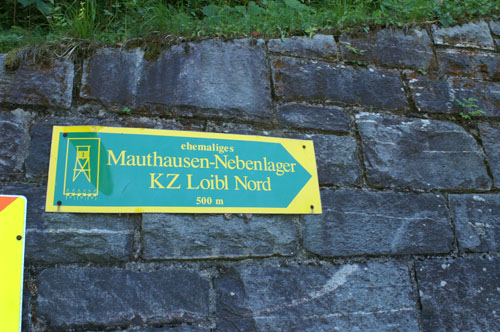 ehemaliges
Mauthausen-Nebenlager
KZ Loibl Nord
500 m